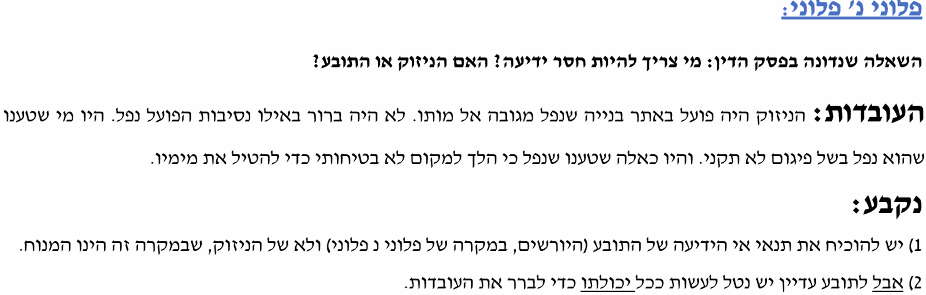 פלוני נ' פלוני:
השאלה שנדונה בפסק הדין: מי צריך להיות חסר ידיעה? האם הניזוק או התובע?
העובדות: הניזוק היה פועל באתר בנייה שנפל מגובה אל מותו. לא היה ברור באילו נסיבות הפועל נפל. היו מי שטענו
שהוא נפל בשל פיגום לא תקני. והיו כאלה שטענו שנפל כי הלך למקום לא בטיחותי כדי להטיל את מימיו.
נקבע:
1) יש להוכיח את תנאי אי הידיעה של התובע (היורשים, במקרה של פלוני נ פלוני) ולא של הניזוק, שבמקרה זה הינו המנוח.
2) אבל לתובע עדיין יש נטל לעשות ככל יכולתו כדי לברר את העובדות.